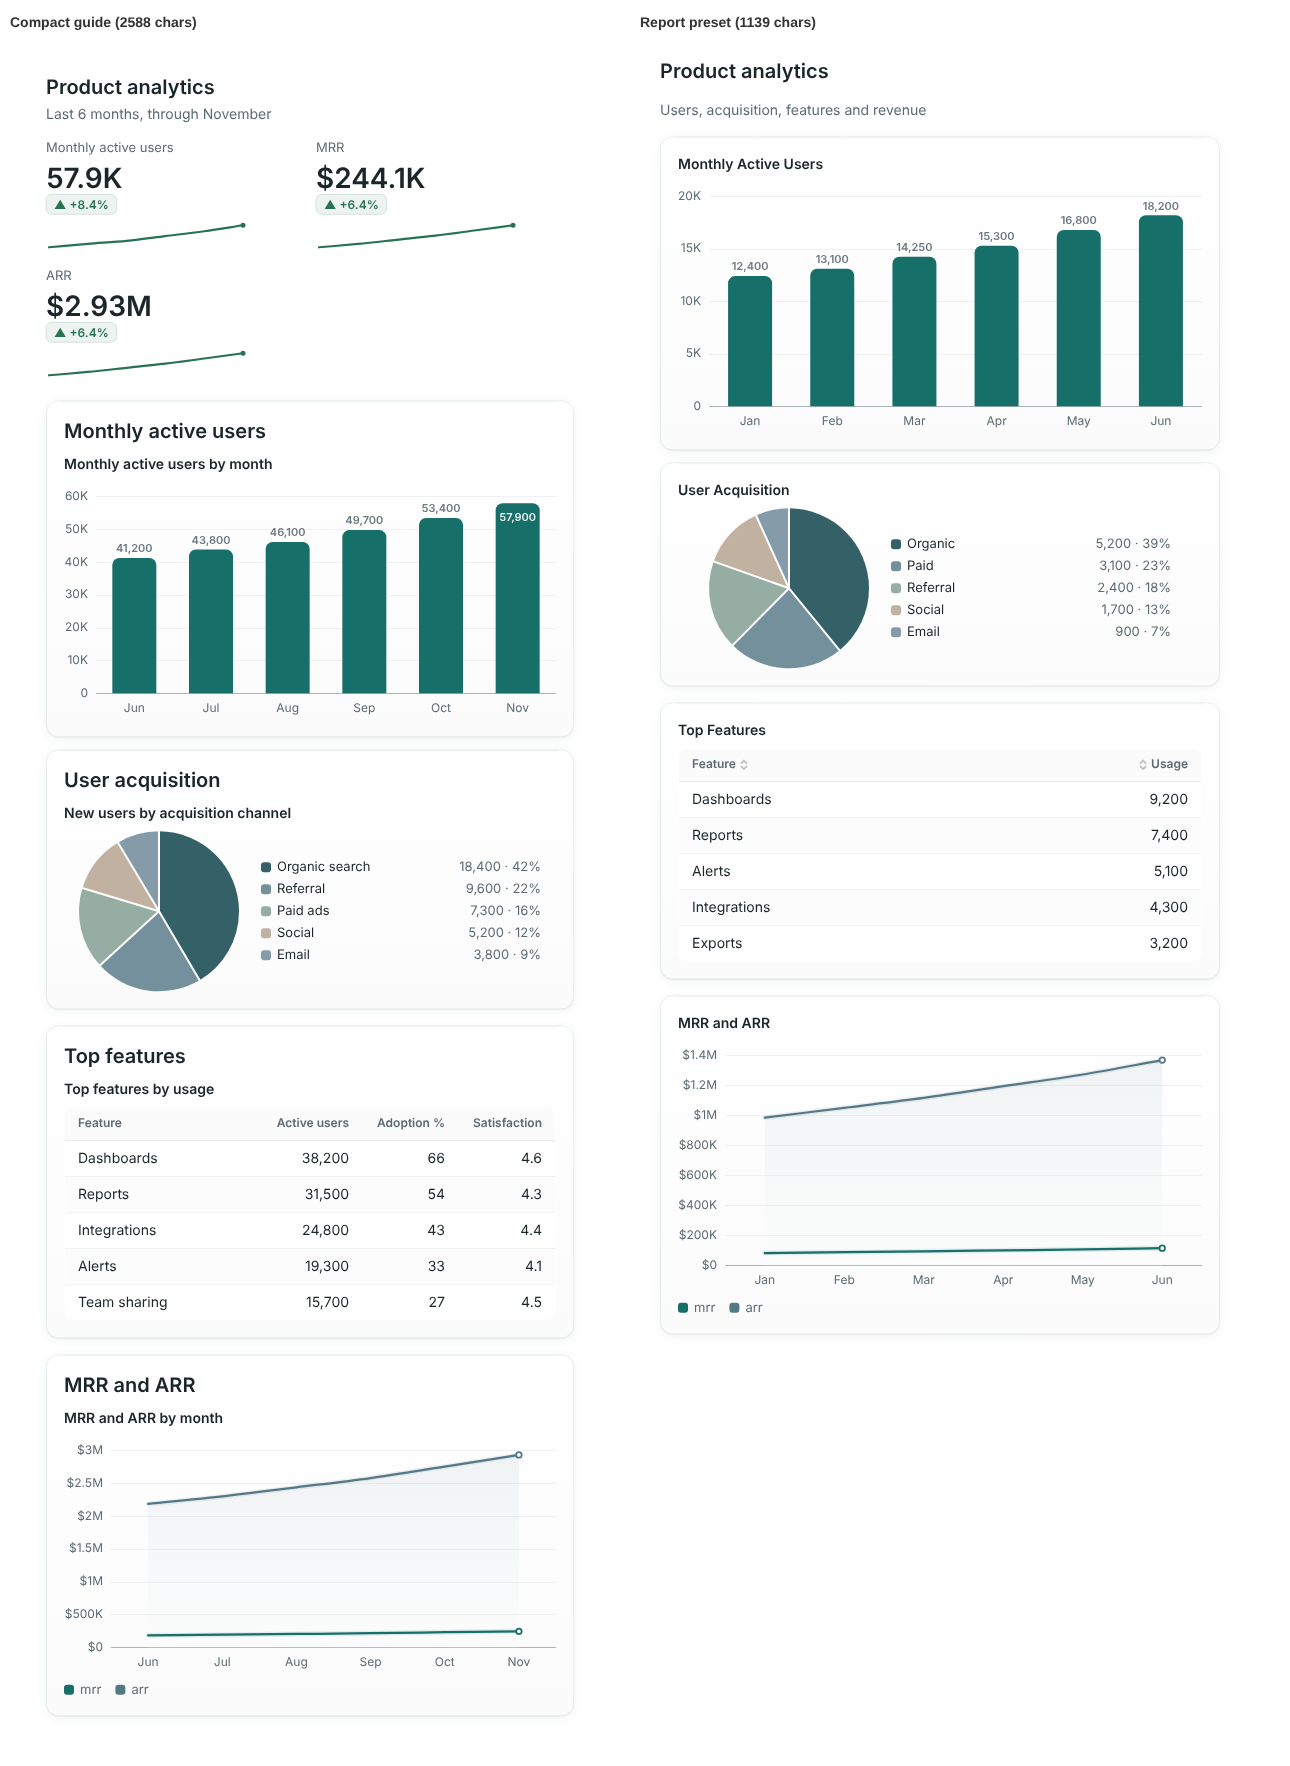 Compact guide (2588 chars)
Product analytics
Last 6 months, through November
Monthly active users
57.9K
▲ +8.4%
MRR
$244.1K
▲ +6.4%
ARR
$2.93M
▲ +6.4%
Monthly active users
Monthly active users by month
60K
50K
40K
30K
20K
10K
0
41,200
43,800
46,100
49,700
53,400
57,900
Jun Jul Aug Sep Oct Nov
User acquisition
New users by acquisition channel
Organic search 18,400 · 42%
Referral 9,600 · 22%
Paid ads 7,300 · 16%
Social 5,200 · 12%
Email 3,800 · 9%
Top features
Top features by usage
Feature Active users Adoption % Satisfaction
Dashboards 38,200 66 4.6
Reports 31,500 54 4.3
Integrations 24,800 43 4.4
Alerts 19,300 33 4.1
Team sharing 15,700 27 4.5
MRR and ARR
MRR and ARR by month
$3M
$2.5M
$2M
$1.5M
$1M
$500K
$0
Jun Jul Aug Sep Oct Nov
mrr arr
Report preset (1139 chars)
Product analytics
Users, acquisition, features and revenue
Monthly Active Users
20K
15K
10K
5K
0
12,400
13,100
14,250
15,300
16,800
18,200
Jan Feb Mar Apr May Jun
User Acquisition
Organic 5,200 · 39%
Paid 3,100 · 23%
Referral 2,400 · 18%
Social 1,700 · 13%
Email 900 · 7%
Top Features
Feature Usage
Dashboards 9,200
Reports 7,400
Alerts 5,100
Integrations 4,300
Exports 3,200
MRR and ARR
$1.4M
$1.2M
$1M
$800K
$600K
$400K
$200K
$0
Jan Feb Mar Apr May Jun
mrr arr